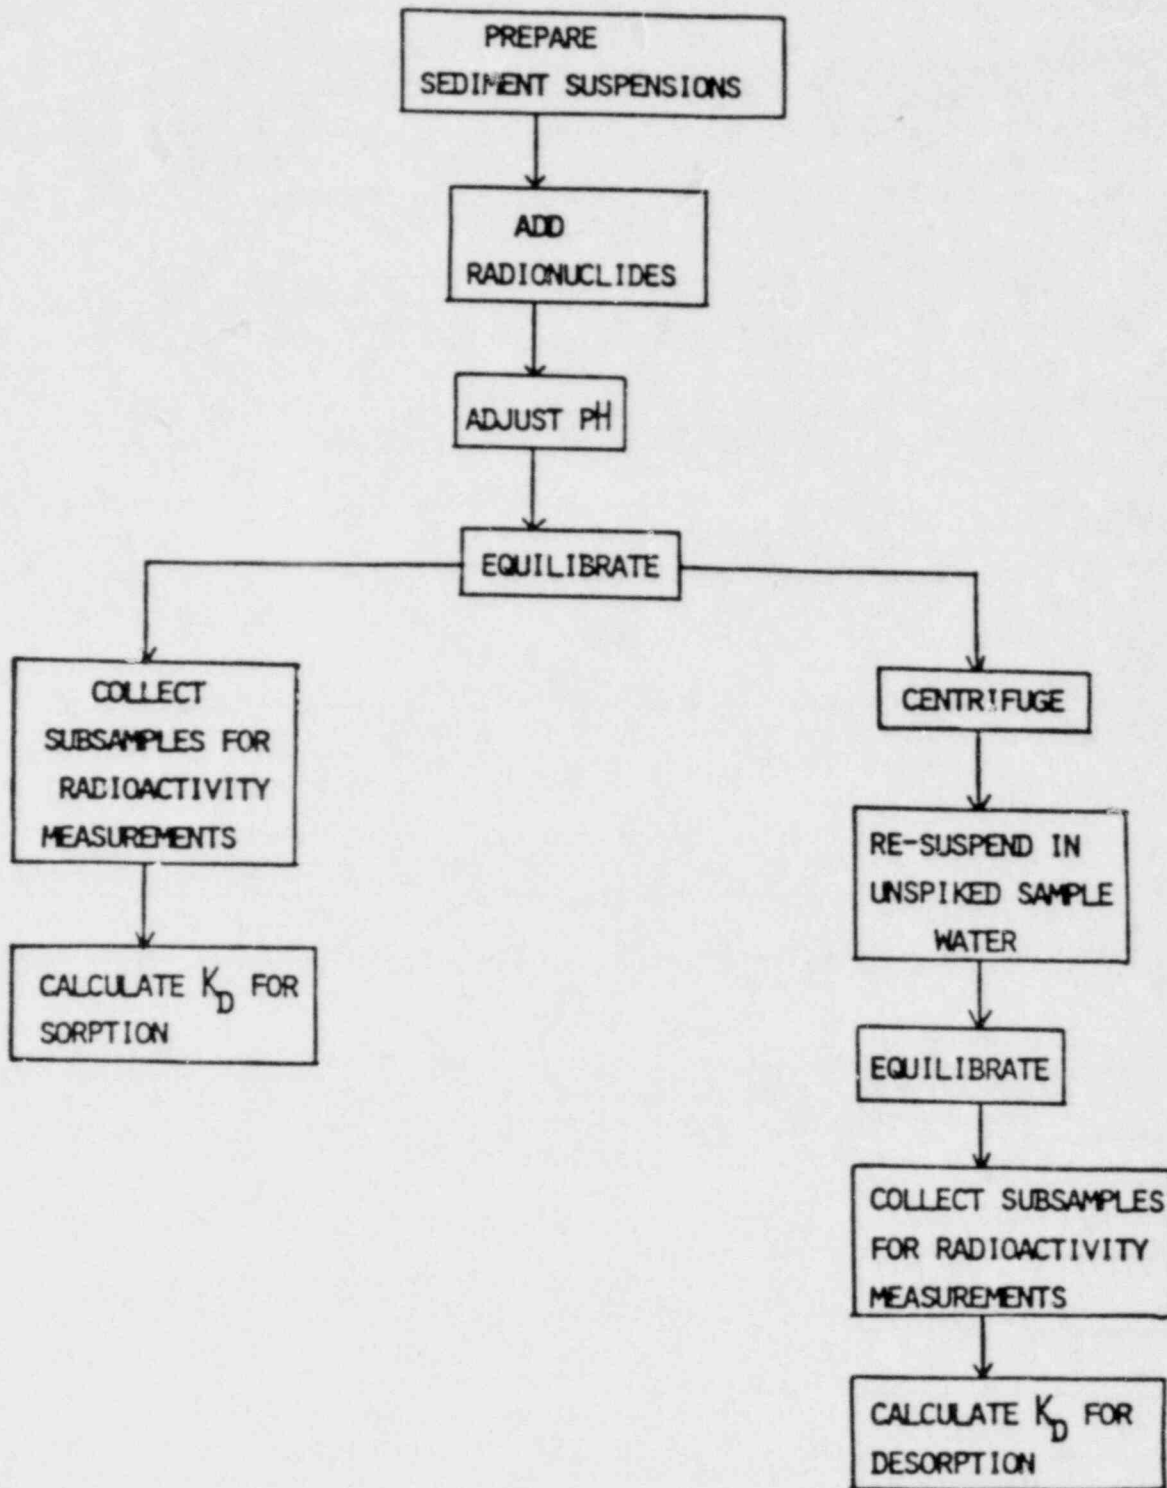 PREPARE
SEDIMENT SUSPENSIONS
ADD
RADIONUCLIDES
ADJUST PH
EQUILIBRATE
COLLECT
SUBSAMPLES FOR
RADIOACTIVITY
MEASUREMENTS
CALCULATE KD FOR
SORPTION
CENTRIFUGE
RE-SUSPEND IN
UNSPIKED SAMPLE
WATER
EQUILIBRATE
COLLECT SUBSAMPLES
FOR RADIOACTIVITY
MEASUREMENTS
CALCULATE KD FOR
DESORPTION